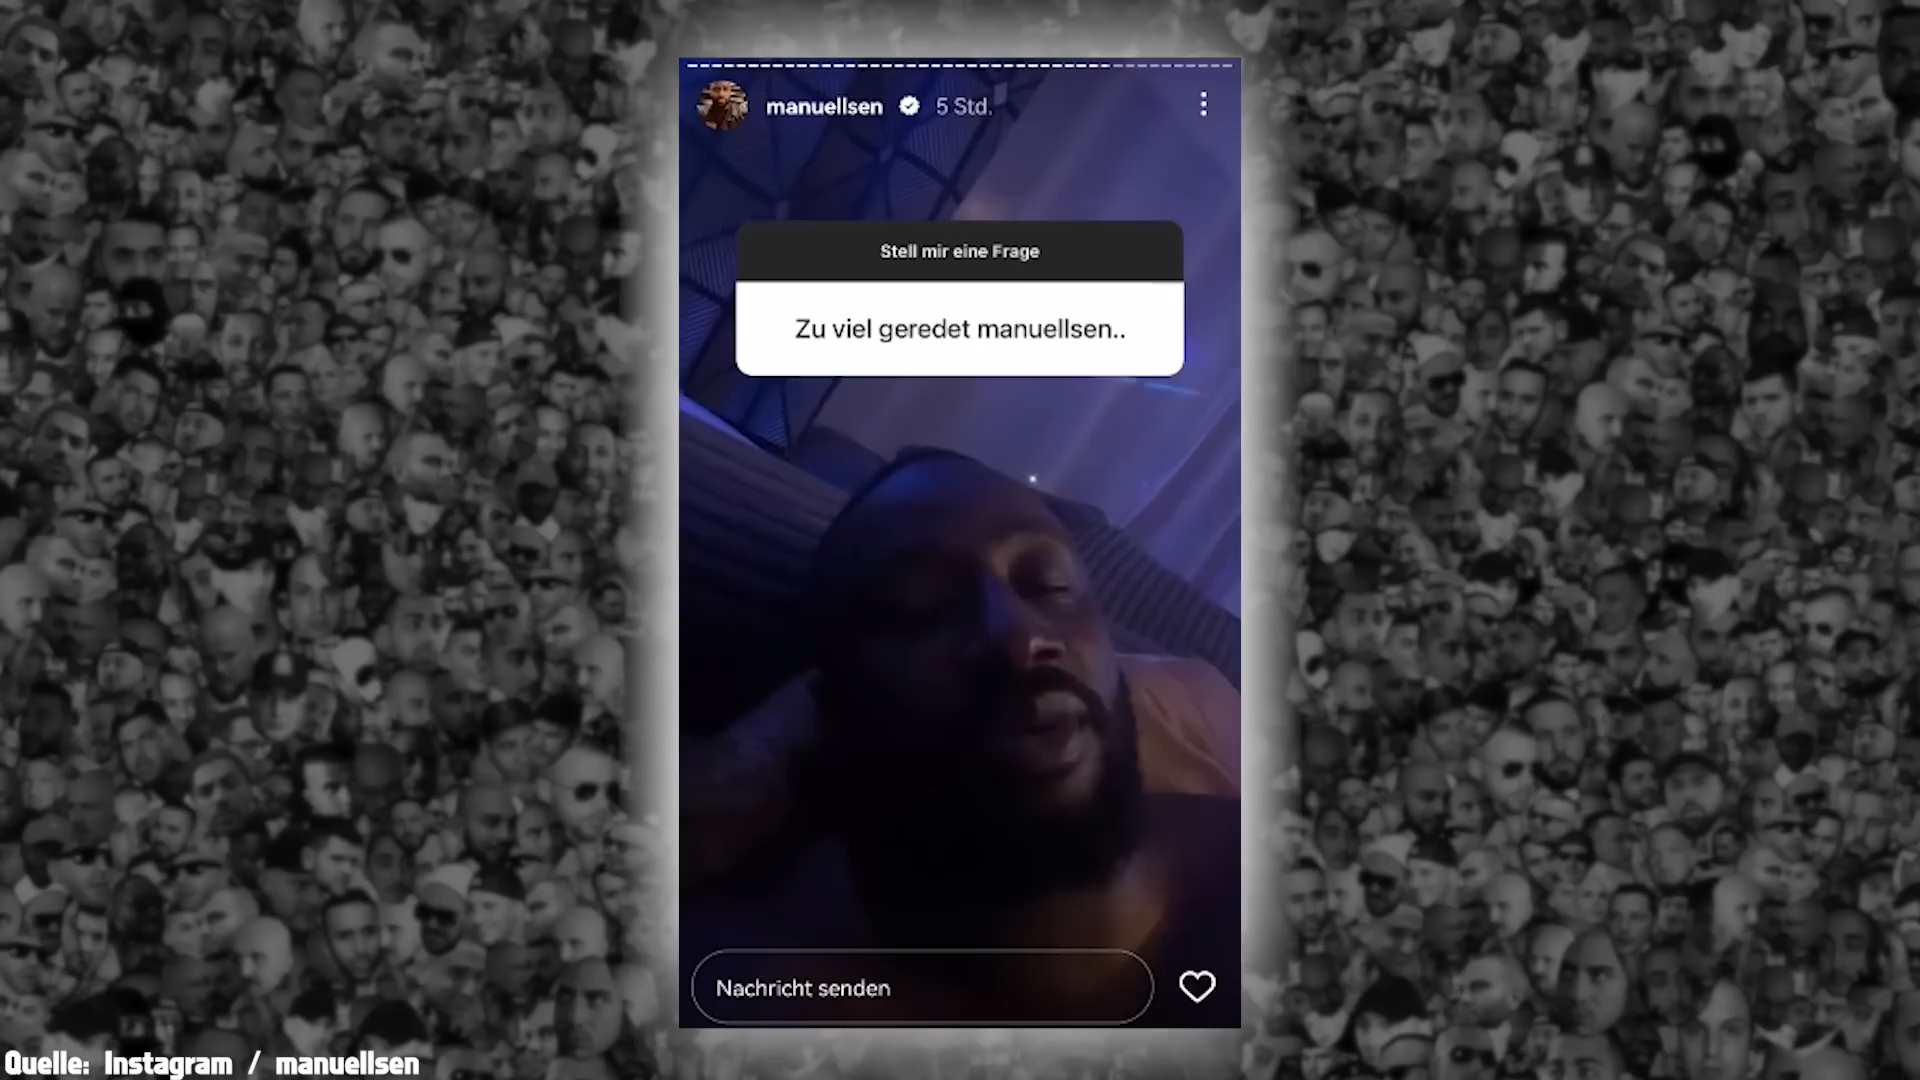 manuellsen 5 Std.
Stell mir eine Frage
Zu viel geredet manuellsen..
Nachricht senden
Quelle: Instagram / manuellsen